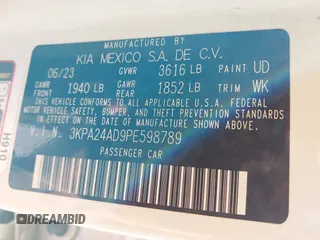 MANUFACTURED BY
KIA MEXICO S.A. DE C.V.
06/23 GVWR 3616 LB PAINT UD
GAWR FRONT 1940 LB GAWR REAR 1852 LB TRIM WK
THIS VEHICLE CONFORMS TO ALL APPLICABLE U.S. FEDERAL
MOTOR VEHICLE SAFETY, BUMPER, AND THEFT PREVENTION
STANDARDS IN EFFECT ON THE DATE OF MANUFACTURE SHOWN ABOVE.
V.I.N. 3KPA24AD9PE598789
PASSENGER CAR
H910
DREAMBID